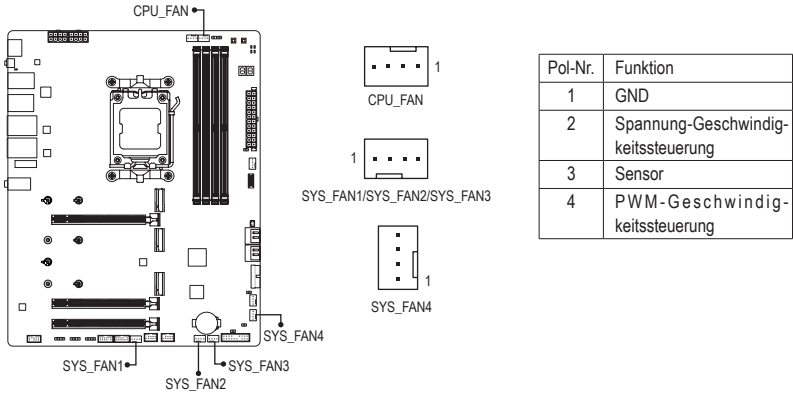 CPU_FAN
SYS_FAN4
SYS_FAN1
SYS_FAN3
SYS_FAN2
1
CPU_FAN
1
SYS_FAN1/SYS_FAN2/SYS_FAN3
1
SYS_FAN4
Pol-Nr. Funktion
1 GND
2 Spannung-Geschwindig-
keitssteuerung
3 Sensor
4 PWM-Geschwindig-
keitssteuerung